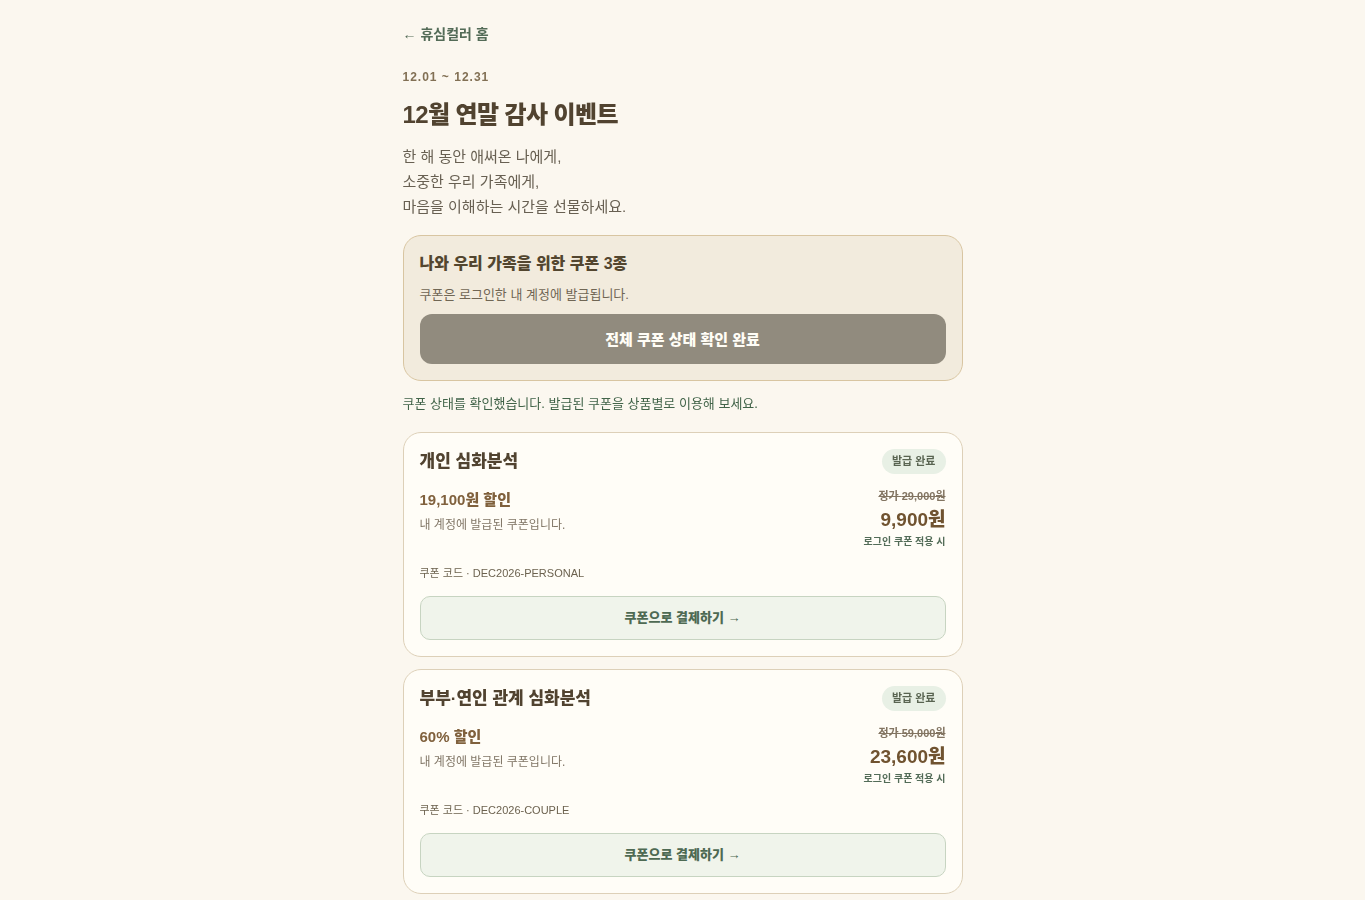 ← 휴심컬러 홈
12.01 ~ 12.31
12월 연말 감사 이벤트
한 해 동안 애써온 나에게,
소중한 우리 가족에게,
마음을 이해하는 시간을 선물하세요.
나와 우리 가족을 위한 쿠폰 3종
쿠폰은 로그인한 내 계정에 발급됩니다.
전체 쿠폰 상태 확인 완료
쿠폰 상태를 확인했습니다. 발급된 쿠폰을 상품별로 이용해 보세요.
개인 심화분석
발급 완료
19,100원 할인
내 계정에 발급된 쿠폰입니다.
정가 29,000원
9,900원
로그인 쿠폰 적용 시
쿠폰 코드 · DEC2026-PERSONAL
쿠폰으로 결제하기 →
부부·연인 관계 심화분석
발급 완료
60% 할인
내 계정에 발급된 쿠폰입니다.
정가 59,000원
23,600원
로그인 쿠폰 적용 시
쿠폰 코드 · DEC2026-COUPLE
쿠폰으로 결제하기 →